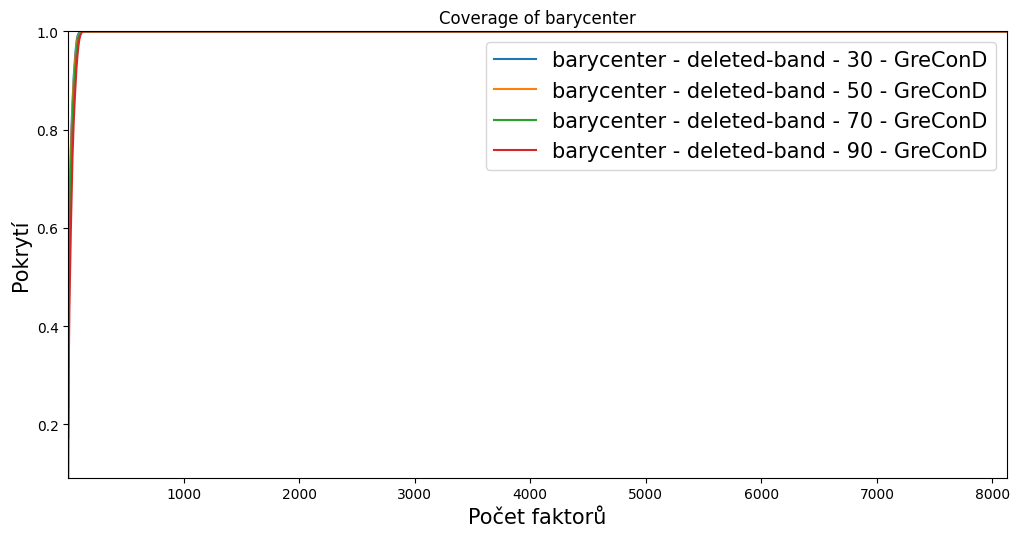 Coverage of barycenter
1.0
0.8
0.6
0.4
0.2
Pokrytí
barycenter - deleted-band - 30 - GreConD
barycenter - deleted-band - 50 - GreConD
barycenter - deleted-band - 70 - GreConD
barycenter - deleted-band - 90 - GreConD
1000 2000 3000 4000 5000 6000 7000 8000
Počet faktorů